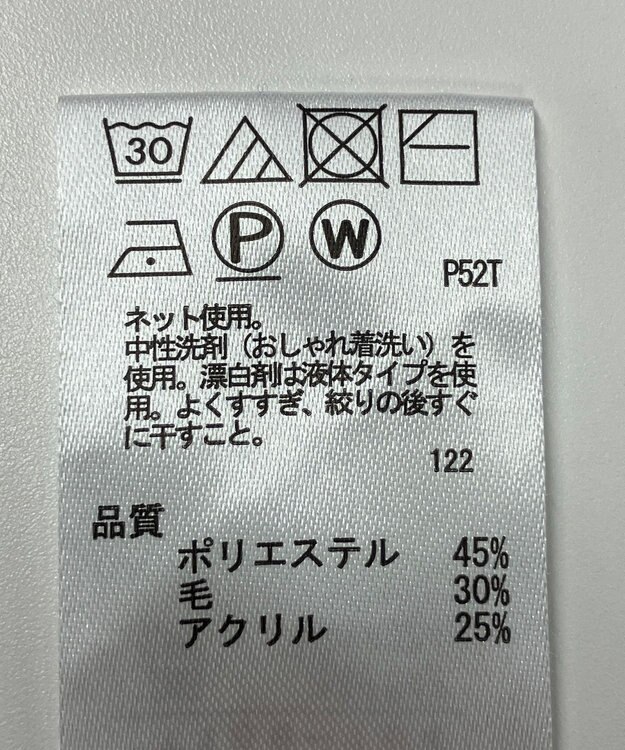 30
P W
P52T
ネット使用。
中性洗剤（おしゃれ着洗い）を
使用。漂白剤は液体タイプを使
用。よくすすぎ、絞りの後すぐ
に干すこと。
122
品質
ポリエステル 45%
毛 30%
アクリル 25%